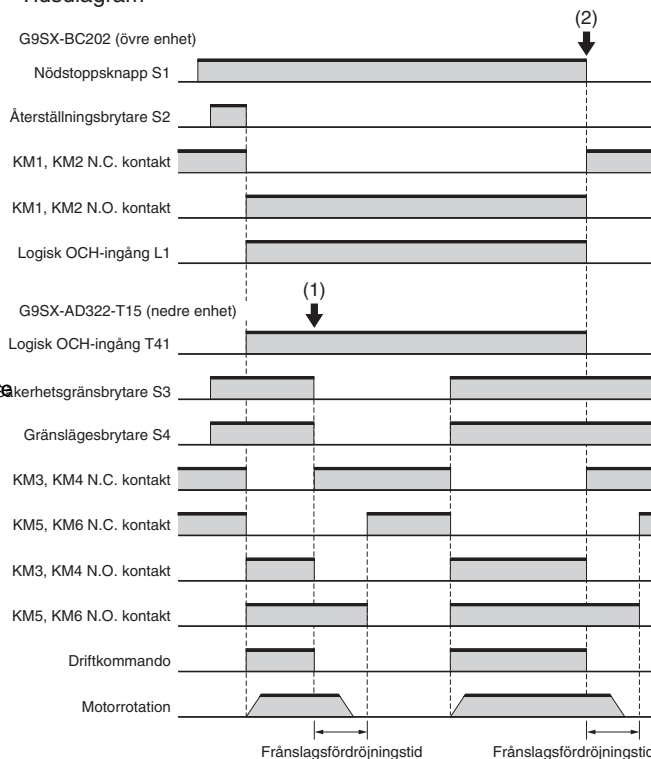 (2)
G9SX-BC202 (övre enhet)
Nödstoppsknapp S1
Återställningsbrytare S2
KM1, KM2 N.C. kontakt
KM1, KM2 N.O. kontakt
Logisk OCH-ingång L1
(1)
G9SX-AD322-T15 (nedre enhet)
Logisk OCH-ingång T41
Säkerhetsgränsbrytare S3
Gränslägesbrytare S4
KM3, KM4 N.C. kontakt
KM5, KM6 N.C. kontakt
KM3, KM4 N.O. kontakt
KM5, KM6 N.O. kontakt
Driftkommando
Motorrotation
Frånslagsfördröjningstid Frånslagsfördröjningstid